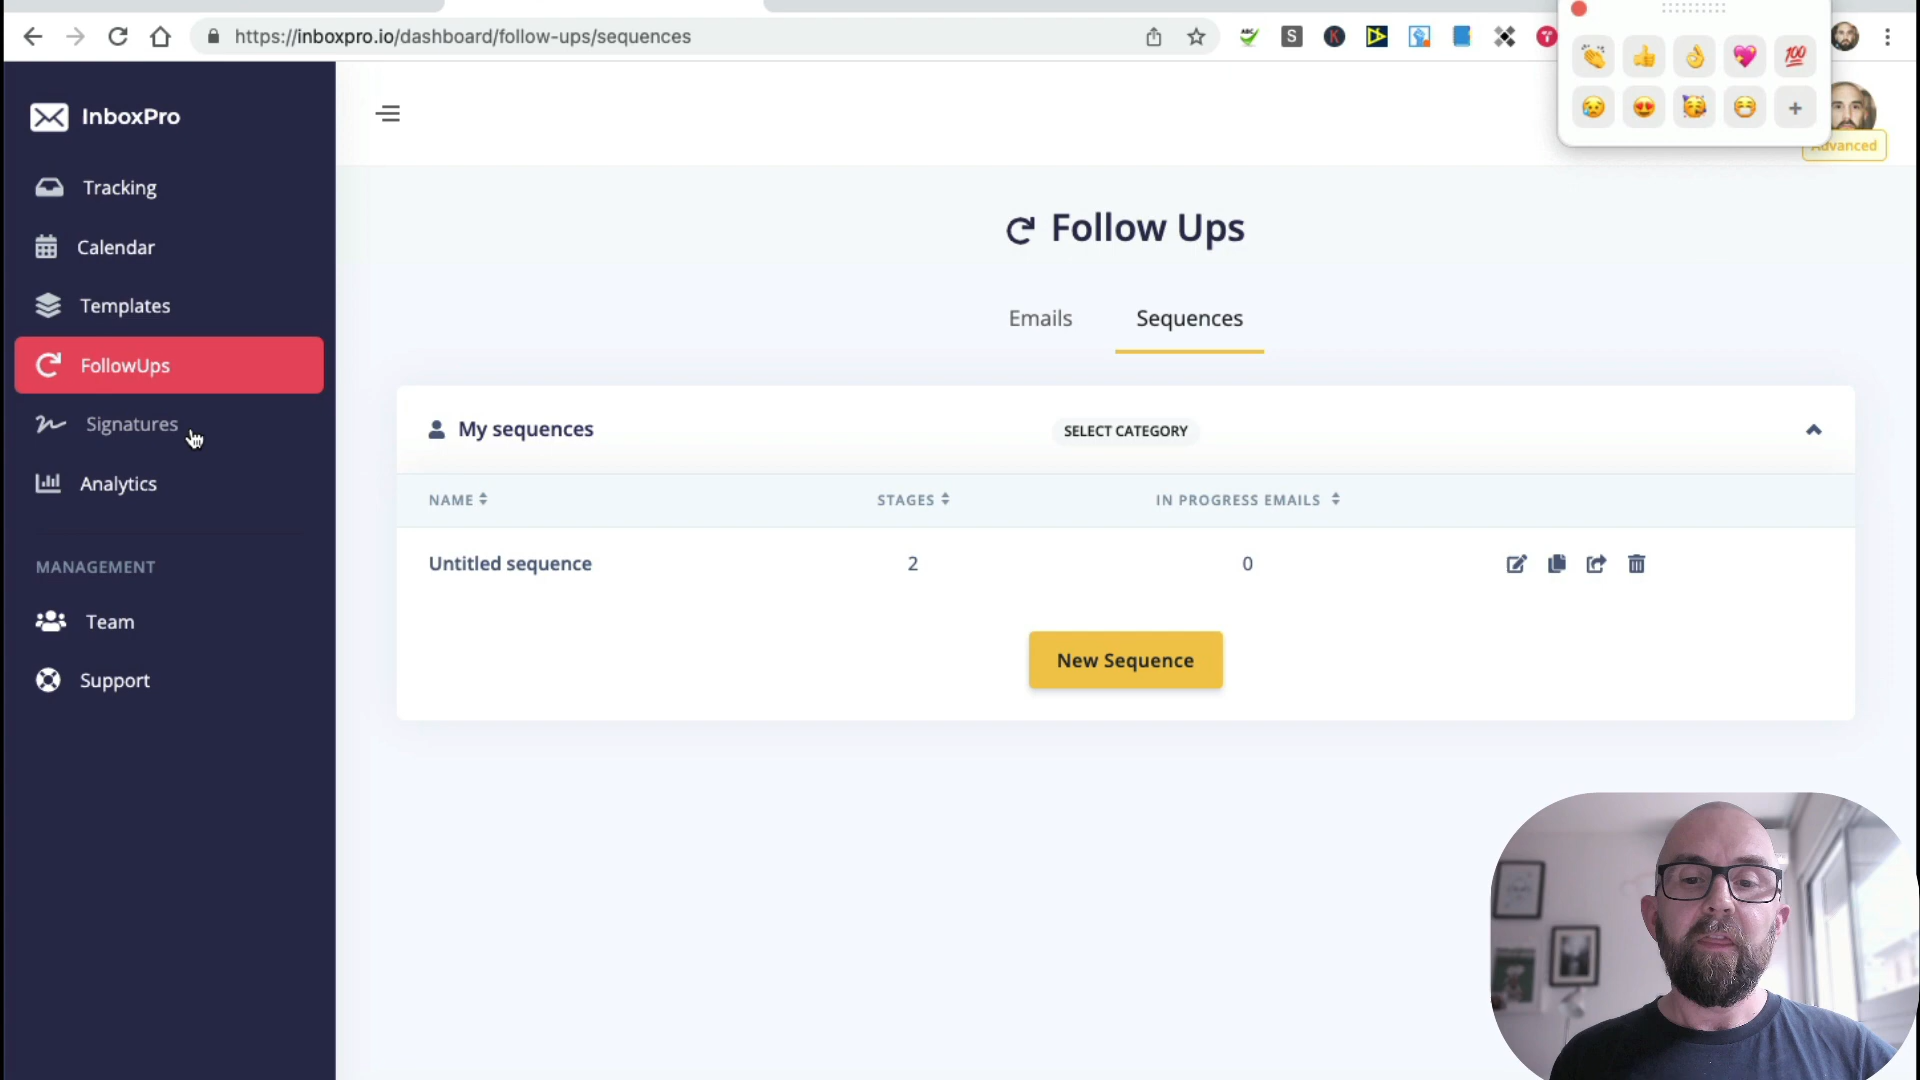 https://inboxpro.io/dashboard/follow-ups/sequences
ABC
S
K
T
💯
InboxPro
Advanced
Tracking
Calendar
Templates
FollowUps
Signatures
Analytics
MANAGEMENT
Team
Support
Follow Ups
Emails
Sequences
My sequences
SELECT CATEGORY
NAME
STAGES
IN PROGRESS EMAILS
Untitled sequence
2
0
New Sequence